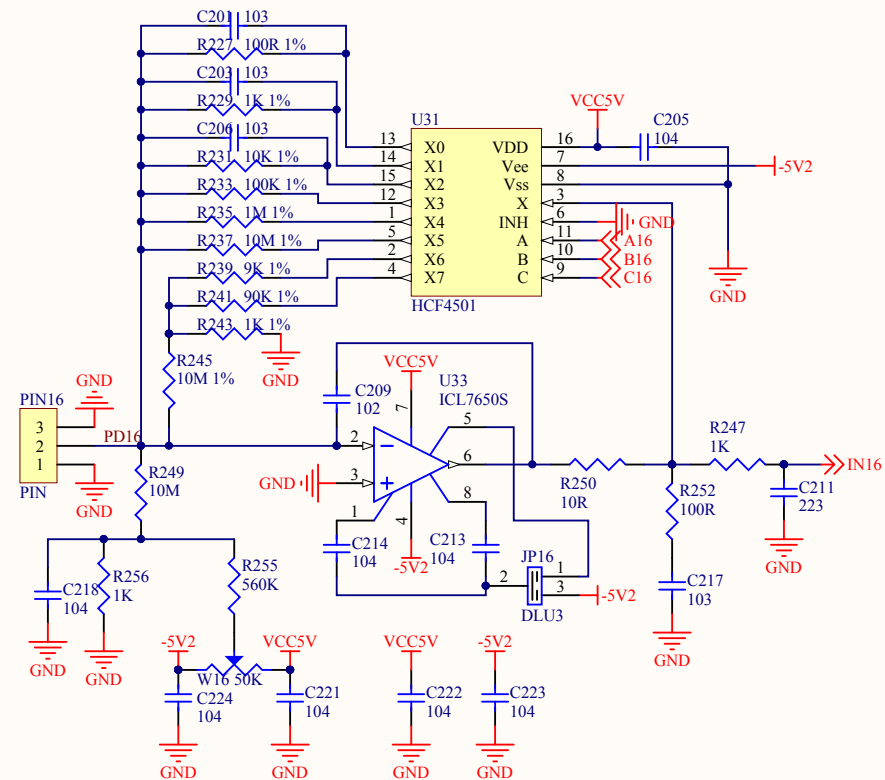 C201 103
R227 100R 1%
C203 103
R229 1K 1%
C206 103
R231 10K 1%
R233 100K 1%
R235 1M 1%
R237 10M 1%
R239 9K 1%
R241 90K 1%
R243 1K 1%
GND
R245
10M 1%
U31
13 X0
14 X1
15 X2
12 X3
1 X4
5 X5
2 X6
4 X7
VDD 16
Vee 7
Vss 8
X 3
INH 6
A 11
B 10
C 9
HCF4501
VCC5V
C205
104
-5V2
GND
A16
B16
C16
GND
GND
PIN16
3
2
1
PIN
PD16
GND
R249
10M
C209
102
VCC5V
U33
ICL7650S
7
2
3
GND
1
4
5
6
8
-5V2
C214
104
C213
104
JP16
2
1
3
DLU3
-5V2
R250
10R
R247
1K
IN16
C211
223
GND
R252
100R
C217
103
GND
C218
104
GND
R256
1K
GND
R255
560K
-5V2
VCC5V
W16 50K
C224
104
GND
C221
104
GND
VCC5V
C222
104
GND
-5V2
C223
104
GND